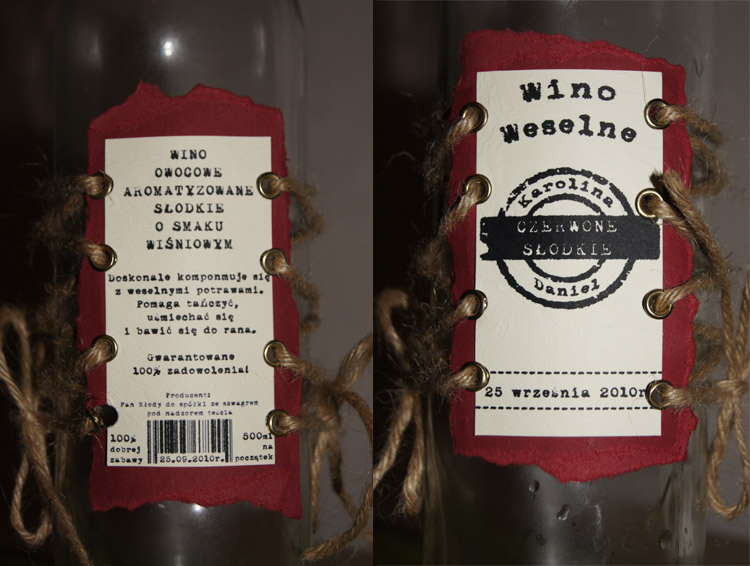 WINO
OWOCOWE
AROMATYZOWANE
SŁODKIE
O SMAKU
WIŚNIOWYM
Doskonale komponuje się
z weselnymi potrawami.
Pomaga tańczyć,
uśmiechać się
i bawić się do rana.
Gwarantowane
100% zadowolenia!
Producent:
Pan Młody do spółki ze szwagrem
pod nadzorem teścia
100%
dobrej
zabawy
25.09.2010r.
500ml
na
początek
Wino
Weselne
Karolina
CZERWONE
SŁODKIE
Daniel
25 września 2010r